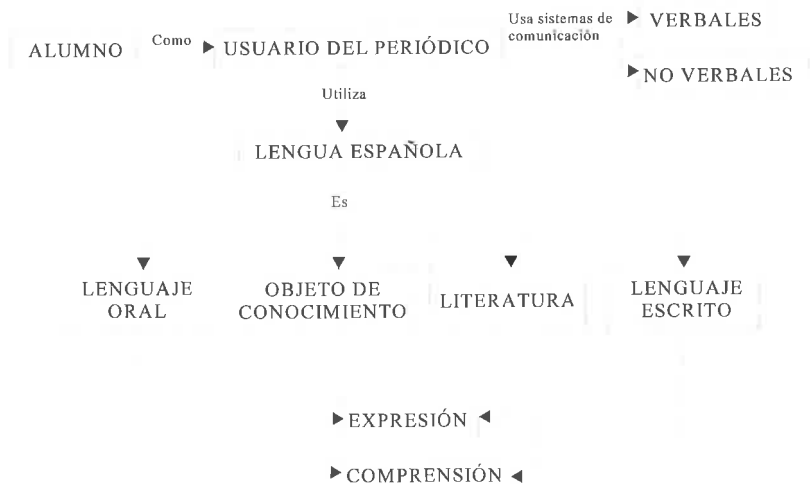 ALUMNO Como USUARIO DEL PERIÓDICO Usa sistemas de comunicación VERBALES
NO VERBALES
Utiliza
LENGUA ESPAÑOLA
Es
LENGUAJE ORAL
OBJETO DE CONOCIMIENTO
LITERATURA
LENGUAJE ESCRITO
EXPRESIÓN
COMPRENSIÓN